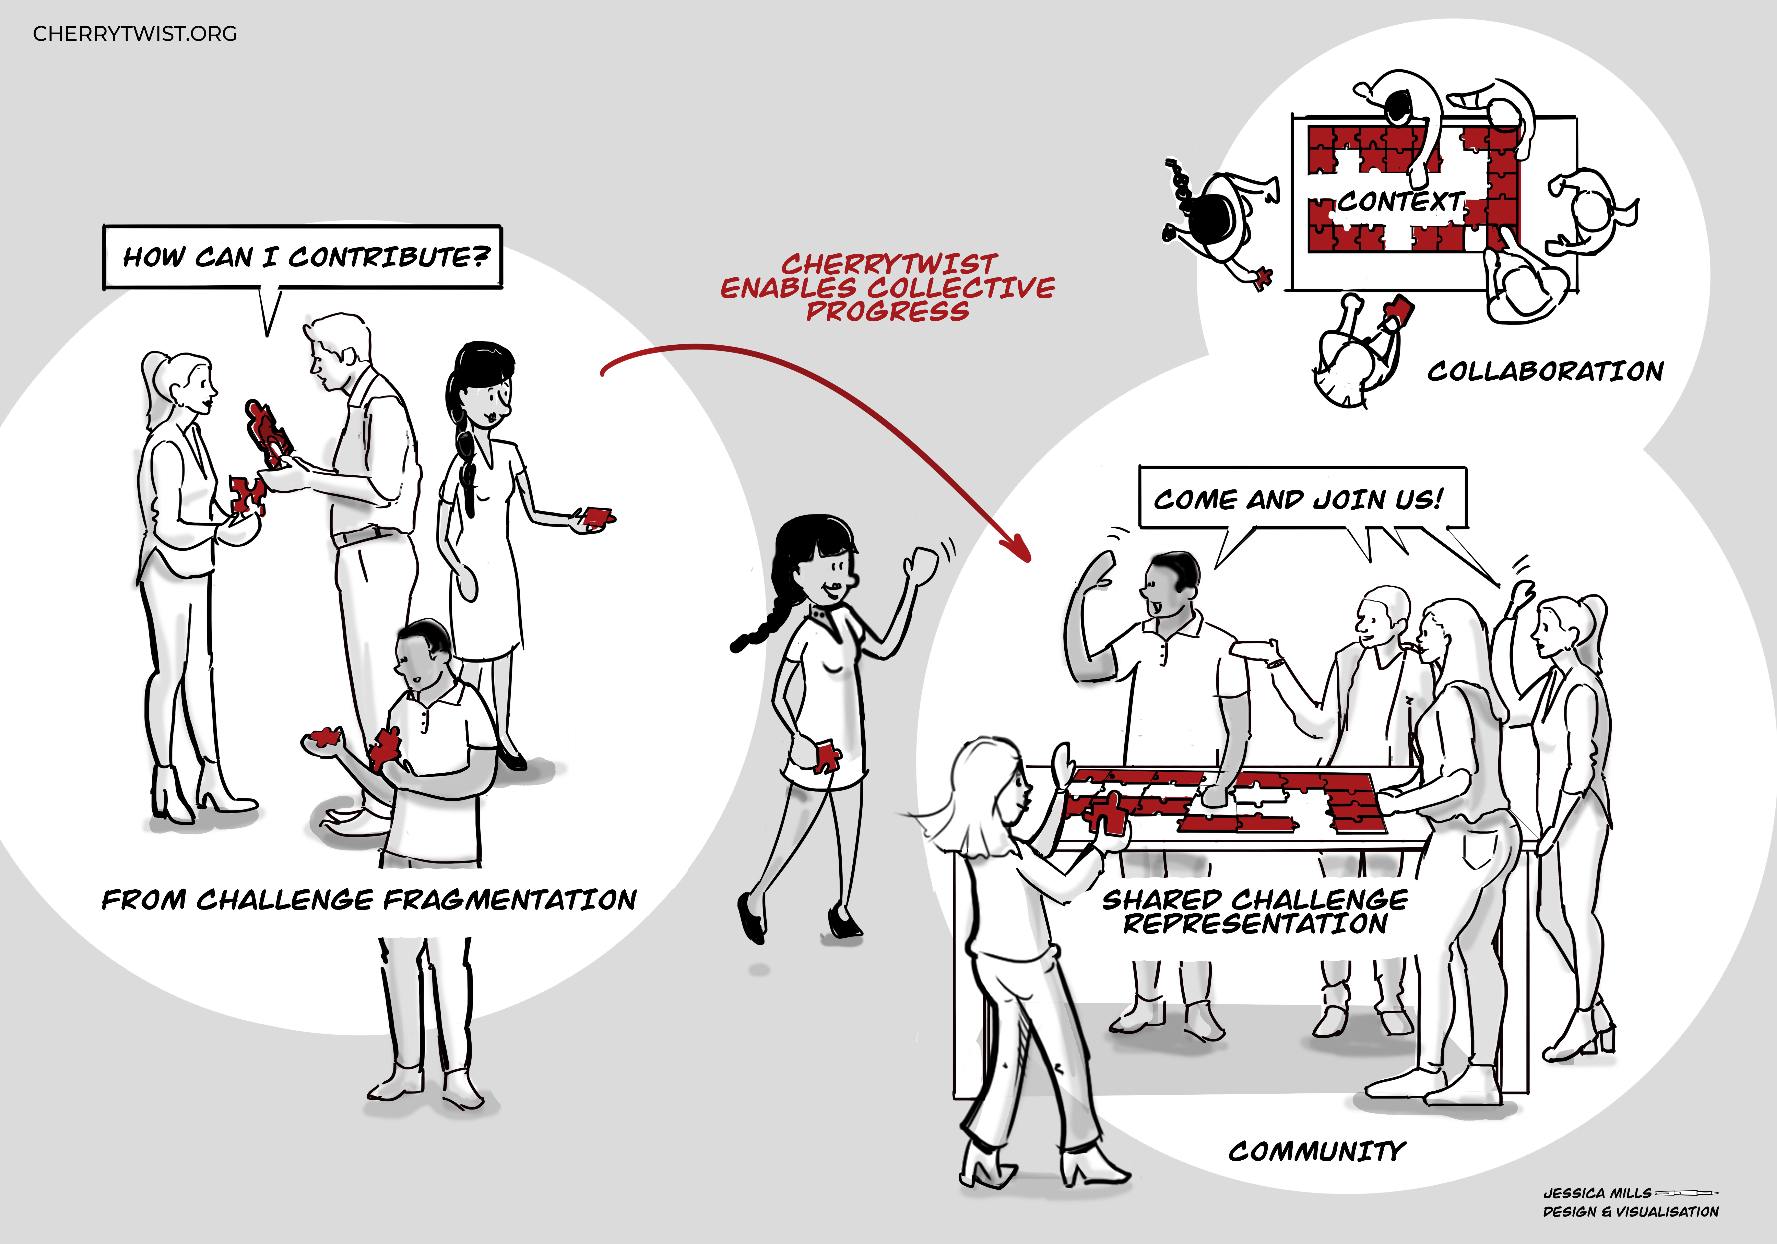 CHERRYTWIST.ORG
HOW CAN I CONTRIBUTE?
FROM CHALLENGE FRAGMENTATION
CHERRYTWIST
ENABLES COLLECTIVE
PROGRESS
CONTEXT
COLLABORATION
COME AND JOIN US!
SHARED CHALLENGE
REPRESENTATION
COMMUNITY
JESSICA MILLS
DESIGN & VISUALISATION